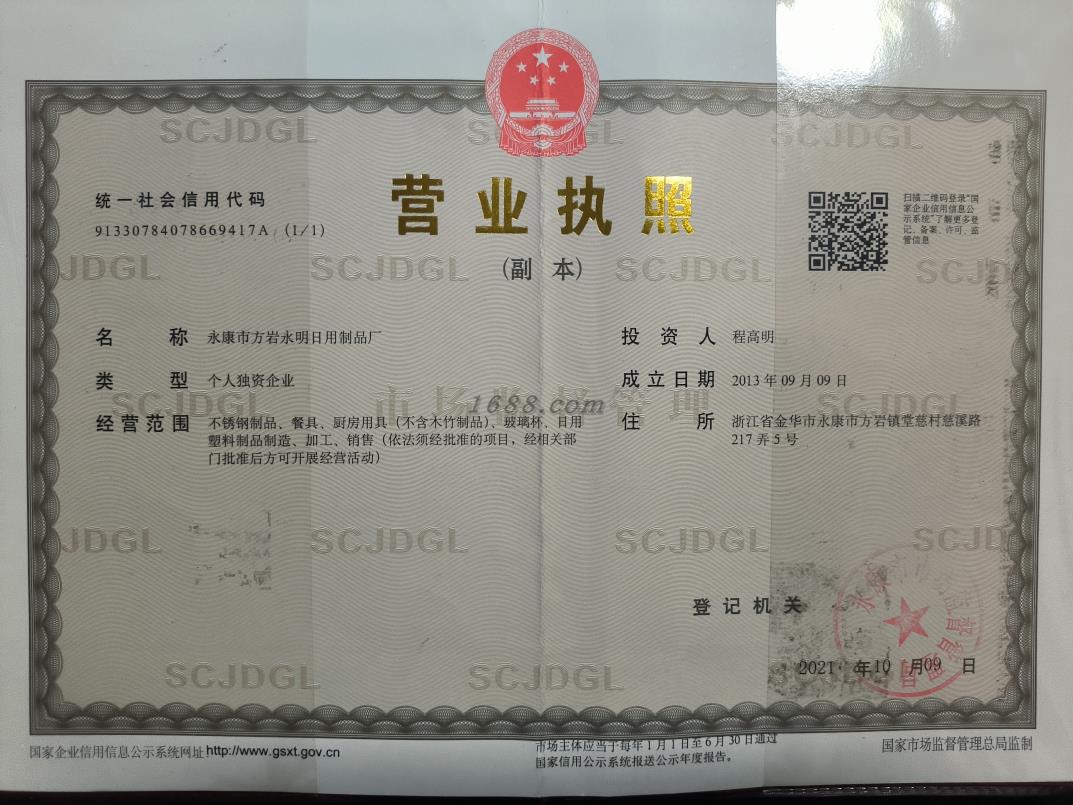 营业执照
(副 本)
统一社会信用代码
91330784078669417A (1/1)
扫描二维码登录"国
家企业信用信息公
示系统"了解更多登
记、备案、许可、监
管信息
名 称 永康市方岩永明日用制品厂
类 型 个人独资企业
经营范围 不锈钢制品、餐具、厨房用具(不含木竹制品)、玻璃杯、日用
塑料制品制造、加工、销售(依法须经批准的项目,经相关部
门批准后方可开展经营活动)
投 资 人 程高明
成立日期 2013年09月09日
住 所 浙江省金华市永康市方岩镇堂慈村慈溪路
217弄5号
1688.com
SCJDGL
登记机关
2021 年10 月09 日
国家企业信用信息公示系统网址 http://www.gsxt.gov.cn
市场主体应当于每年1月1日至6月30日通过
国家信用公示系统报送公示年度报告。
国家市场监督管理总局监制